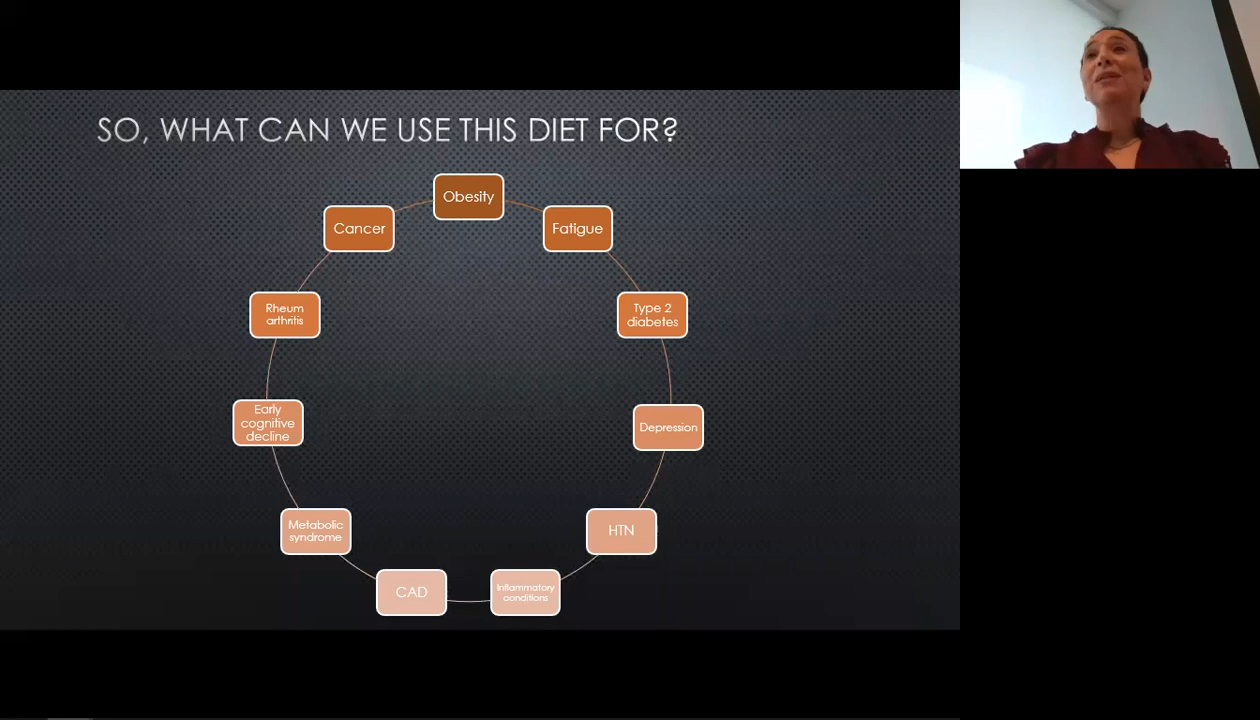 SO, WHAT CAN WE USE THIS DIET FOR?
Obesity
Fatigue
Type 2
diabetes
Depression
HTN
Inflammatory
conditions
CAD
Metabolic
syndrome
Early
cognitive
decline
Rheum
arthritis
Cancer